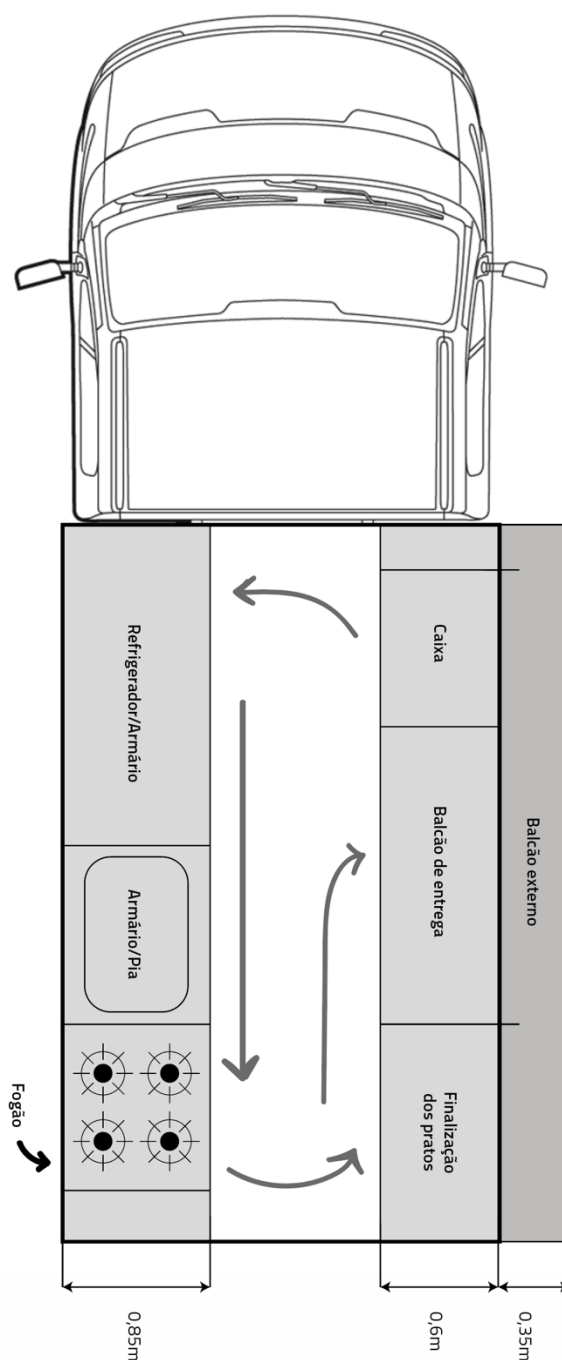 Caixa
Refrigerador/Armário
Balcão de entrega
Balcão externo
Armário/Pia
Finalização
dos pratos
Fogão
0,85m
0,6m
0,35m